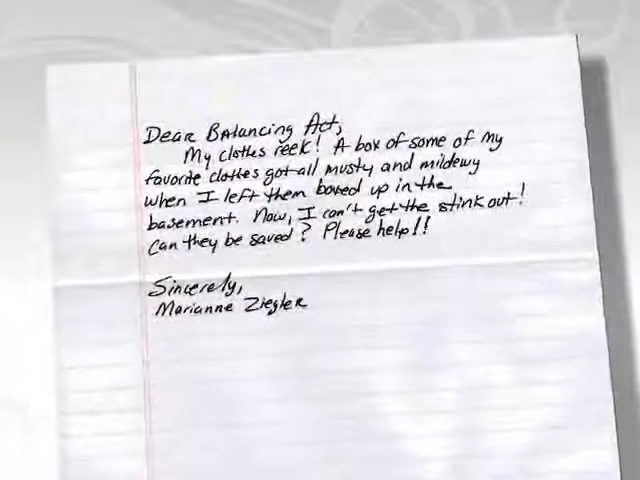 Dear Balancing Act,
My clothes reek! A box of some of my
favorite clothes got all musty and mildewy
when I left them boxed up in the
basement. Now, I can't get the stink out!
Can they be saved? Please help!!
Sincerely,
Marianne Ziegler